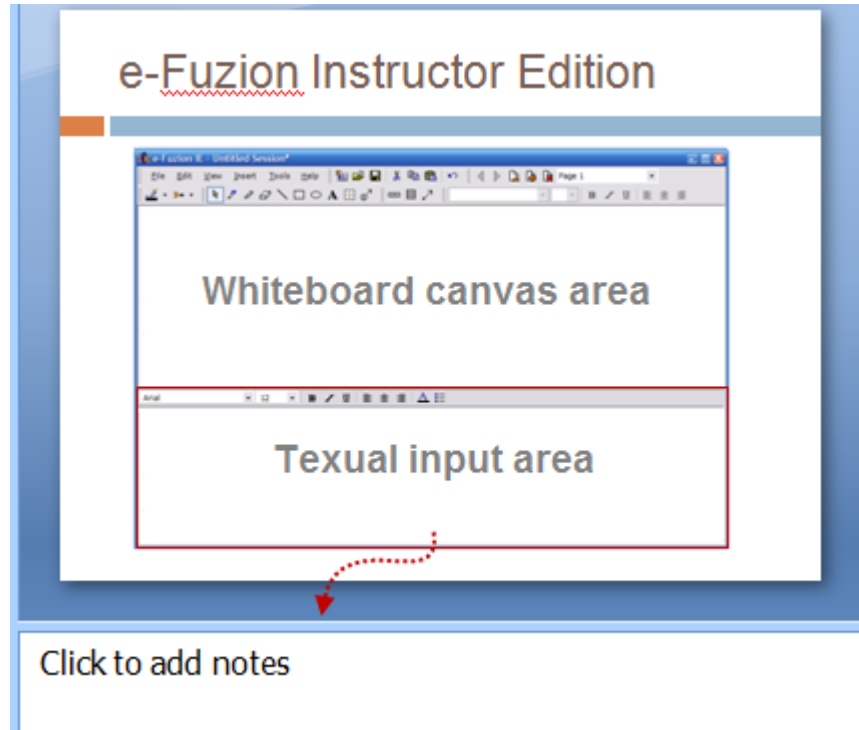 e-Fuzion Instructor Edition
e-Fuzion IE - Untitled Session*
File Edit View Insert Tools Help Page 1
Whiteboard canvas area
Arial 12 B I U A
Texual input area
Click to add notes